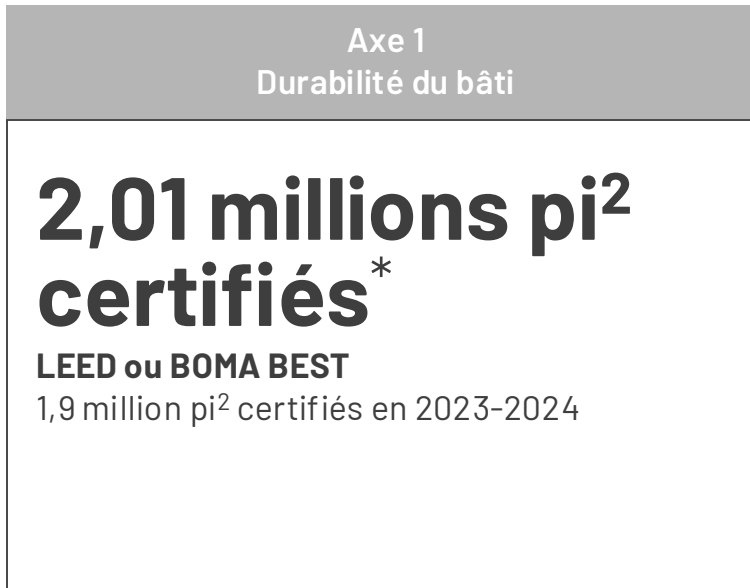 Axe 1
Durabilité du bâti
2,01 millions pi²
certifiés*
LEED ou BOMA BEST
1,9 million pi² certifiés en 2023-2024